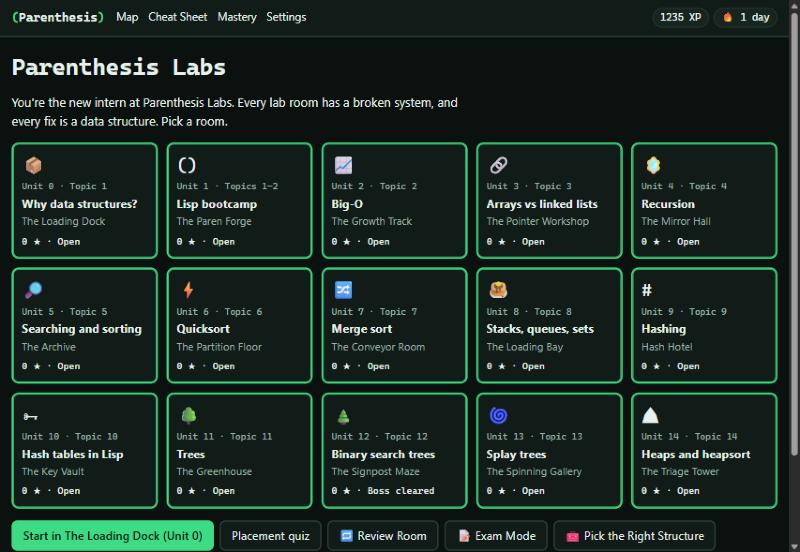 (Parenthesis) Map Cheat Sheet Mastery Settings 1235 XP 🔥 1 day
Parenthesis Labs
You're the new intern at Parenthesis Labs. Every lab room has a broken system, and
every fix is a data structure. Pick a room.
Unit 0 · Topic 1
Why data structures?
The Loading Dock
0 ★ · Open
()
Unit 1 · Topics 1–2
Lisp bootcamp
The Paren Forge
0 ★ · Open
Unit 2 · Topic 2
Big-O
The Growth Track
0 ★ · Open
Unit 3 · Topic 3
Arrays vs linked lists
The Pointer Workshop
0 ★ · Open
Unit 4 · Topic 4
Recursion
The Mirror Hall
0 ★ · Open
Unit 5 · Topic 5
Searching and sorting
The Archive
0 ★ · Open
Unit 6 · Topic 6
Quicksort
The Partition Floor
0 ★ · Open
Unit 7 · Topic 7
Merge sort
The Conveyor Room
0 ★ · Open
Unit 8 · Topic 8
Stacks, queues, sets
The Loading Bay
0 ★ · Open
#
Unit 9 · Topic 9
Hashing
Hash Hotel
0 ★ · Open
Unit 10 · Topic 10
Hash tables in Lisp
The Key Vault
0 ★ · Open
Unit 11 · Topic 11
Trees
The Greenhouse
0 ★ · Open
Unit 12 · Topic 12
Binary search trees
The Signpost Maze
0 ★ · Boss cleared
Unit 13 · Topic 13
Splay trees
The Spinning Gallery
0 ★ · Open
Unit 14 · Topic 14
Heaps and heapsort
The Triage Tower
0 ★ · Open
Start in The Loading Dock (Unit 0) Placement quiz Review Room Exam Mode Pick the Right Structure